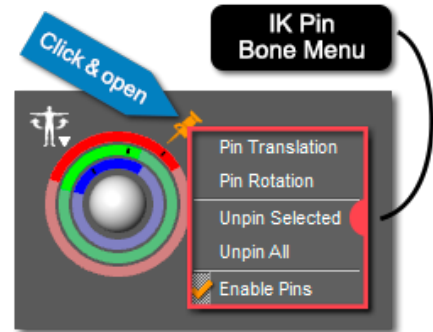 IK Pin
Bone Menu
Click & open
Pin Translation
Pin Rotation
Unpin Selected
Unpin All
Enable Pins